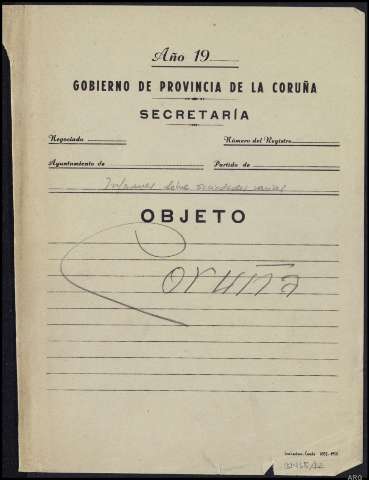 Año 19
GOBIERNO DE PROVINCIA DE LA CORUÑA
SECRETARÍA
Negociado Número del Registro
Ayuntamiento de Partido de
Informes sobre sociedades varias
OBJETO
Coruña
ARG